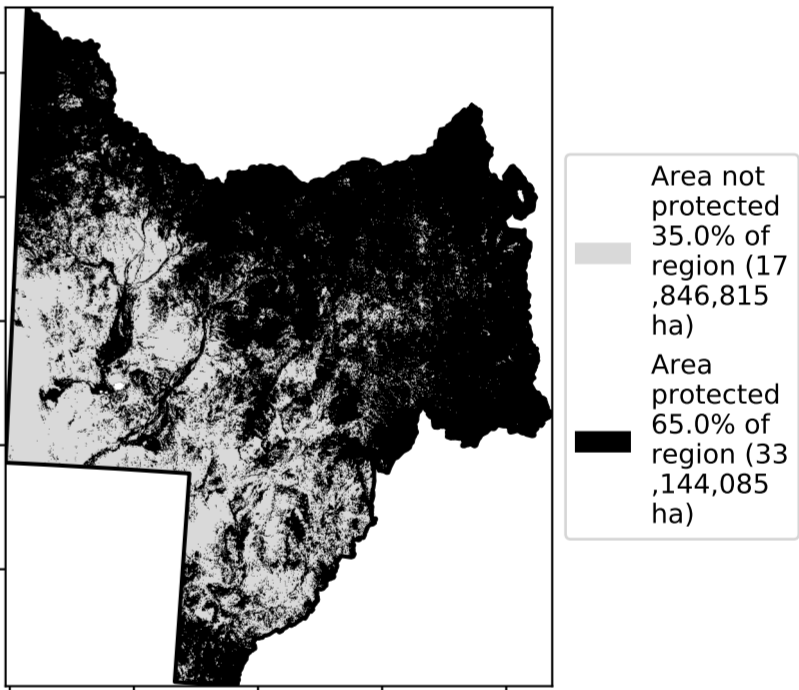 Area not
protected
35.0% of
region (17
,846,815
ha)
Area
protected
65.0% of
region (33
,144,085
ha)